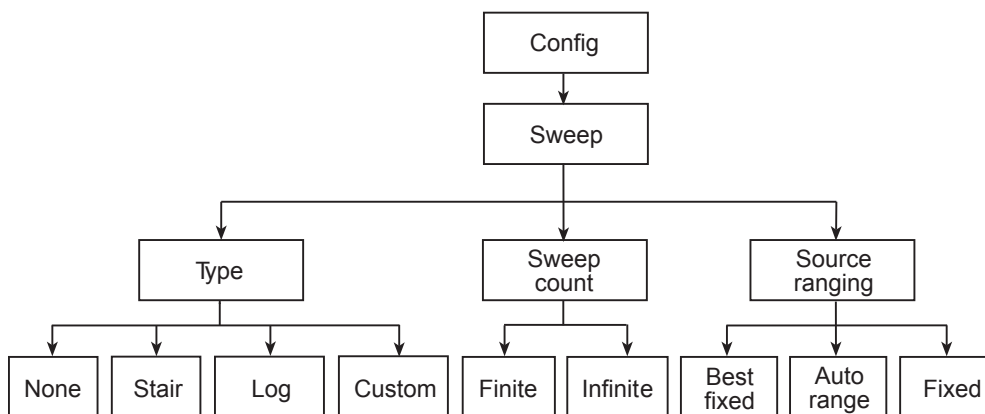 Config
Sweep
Type
Sweep
count
Source
ranging
None
Stair
Log
Custom
Finite
Infinite
Best
fixed
Auto
range
Fixed